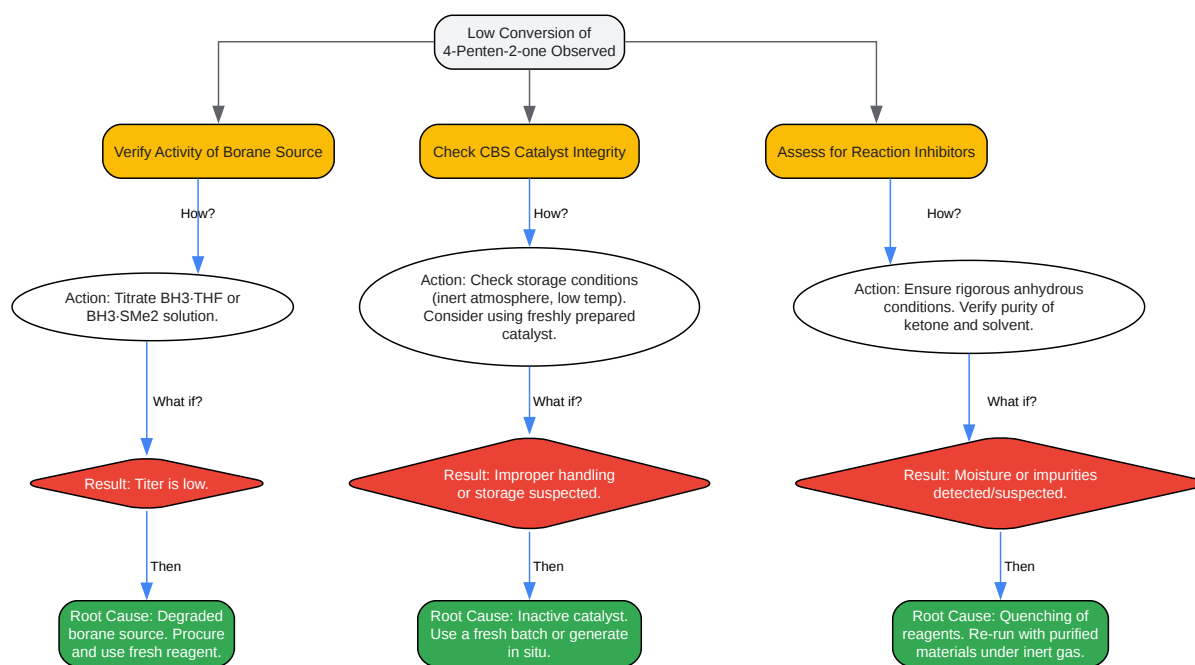 Low Conversion of
4-Penten-2-one Observed
Verify Activity of Borane Source
Check CBS Catalyst Integrity
Assess for Reaction Inhibitors
How?
How?
How?
Action: Titrate BH3·THF or
BH3·SMe2 solution.
Action: Check storage conditions
(inert atmosphere, low temp).
Consider using freshly prepared
catalyst.
Action: Ensure rigorous anhydrous
conditions. Verify purity of
ketone and solvent.
What if?
What if?
What if?
Result: Titer is low.
Result: Improper handling
or storage suspected.
Result: Moisture or impurities
detected/suspected.
Then
Then
Then
Root Cause: Degraded
borane source. Procure
and use fresh reagent.
Root Cause: Inactive catalyst.
Use a fresh batch or generate
in situ.
Root Cause: Quenching of
reagents. Re-run with purified
materials under inert gas.